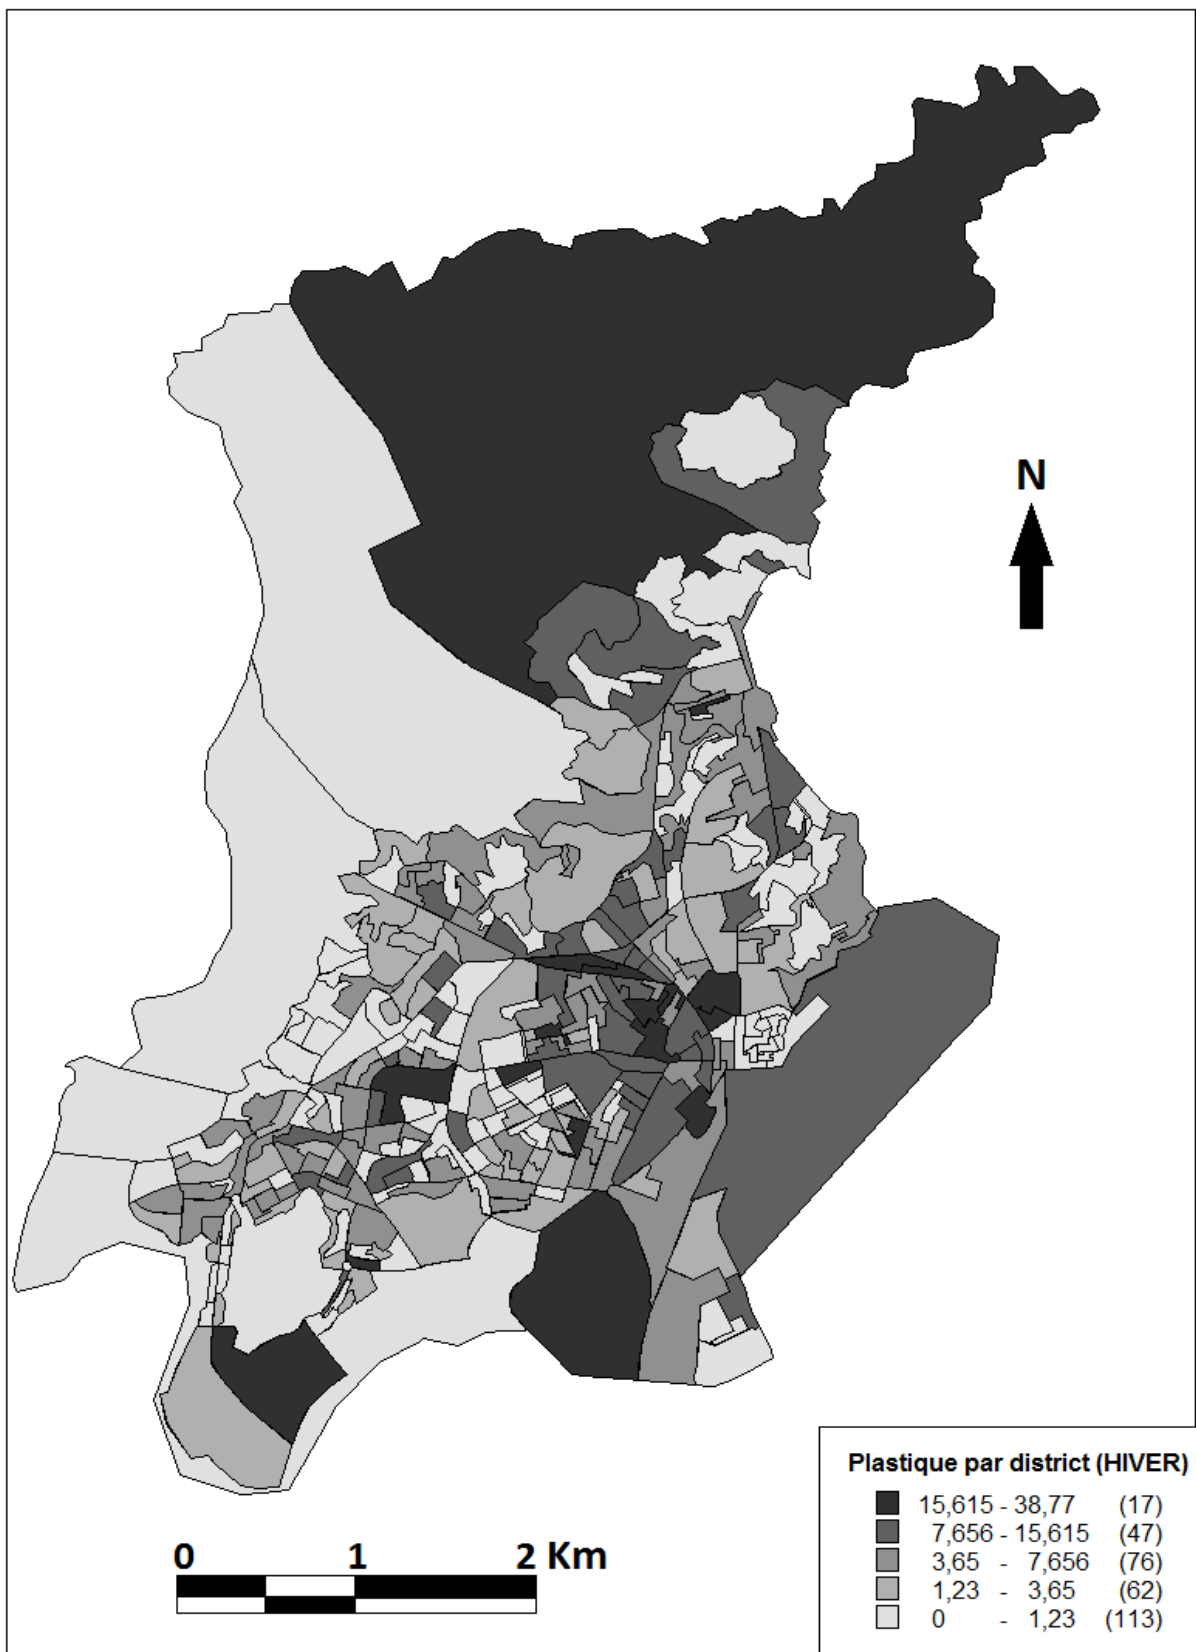 N
0 1 2 Km
Plastique par district (HIVER)
15,615 - 38,77 (17)
7,656 - 15,615 (47)
3,65 - 7,656 (76)
1,23 - 3,65 (62)
0 - 1,23 (113)